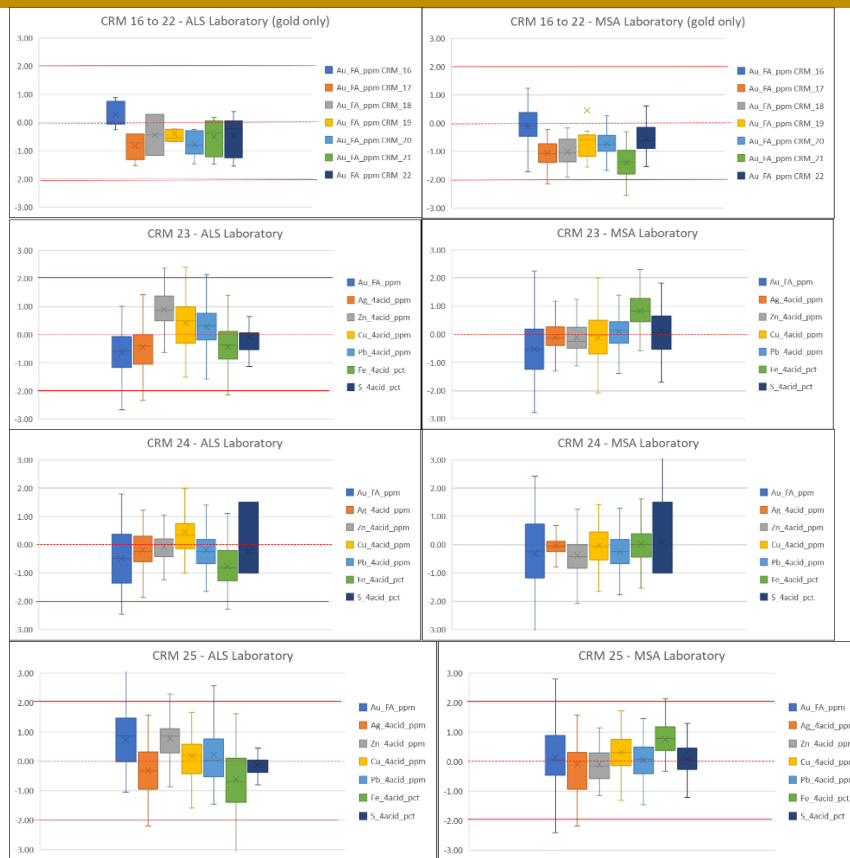 CRM 16 to 22 - ALS Laboratory (gold only)
3.00
2.00
1.00
0.00
-1.00
-2.00
-3.00
Au_FA_ppm CRM_16
Au_FA_ppm CRM_17
Au_FA_ppm CRM_18
Au_FA_ppm CRM_19
Au_FA_ppm CRM_20
Au_FA_ppm CRM_21
Au_FA_ppm CRM_22
CRM 16 to 22 - MSA Laboratory (gold only)
3.00
2.00
1.00
0.00
-1.00
-2.00
-3.00
Au_FA_ppm CRM_16
Au_FA_ppm CRM_17
Au_FA_ppm CRM_18
Au_FA_ppm CRM_19
Au_FA_ppm CRM_20
Au_FA_ppm CRM_21
Au_FA_ppm CRM_22
CRM 23 - ALS Laboratory
3.00
2.00
1.00
0.00
-1.00
-2.00
-3.00
Au_FA_ppm
Ag_4acid_ppm
Zn_4acid_ppm
Cu_4acid_ppm
Pb_4acid_ppm
Fe_4acid_pct
S_4acid_pct
CRM 23 - MSA Laboratory
3.00
2.00
1.00
0.00
-1.00
-2.00
-3.00
Au_FA_ppm
Ag_4acid_ppm
Zn_4acid_ppm
Cu_4acid_ppm
Pb_4acid_ppm
Fe_4acid_pct
S_4acid_pct
CRM 24 - ALS Laboratory
3.00
2.00
1.00
0.00
-1.00
-2.00
-3.00
Au_FA_ppm
Ag_4acid_ppm
Zn_4acid_ppm
Cu_4acid_ppm
Pb_4acid_ppm
Fe_4acid_pct
S_4acid_pct
CRM 24 - MSA Laboratory
3.00
2.00
1.00
0.00
-1.00
-2.00
-3.00
Au_FA_ppm
Ag_4acid_ppm
Zn_4acid_ppm
Cu_4acid_ppm
Pb_4acid_ppm
Fe_4acid_pct
S_4acid_pct
CRM 25 - ALS Laboratory
3.00
2.00
1.00
0.00
-1.00
-2.00
-3.00
Au_FA_ppm
Ag_4acid_ppm
Zn_4acid_ppm
Cu_4acid_ppm
Pb_4acid_ppm
Fe_4acid_pct
S_4acid_pct
CRM 25 - MSA Laboratory
3.00
2.00
1.00
0.00
-1.00
-2.00
-3.00
Au_FA_ppm
Ag_4acid_ppm
Zn_4acid_ppm
Cu_4acid_ppm
Pb_4acid_ppm
Fe_4acid_pct
S_4acid_pct